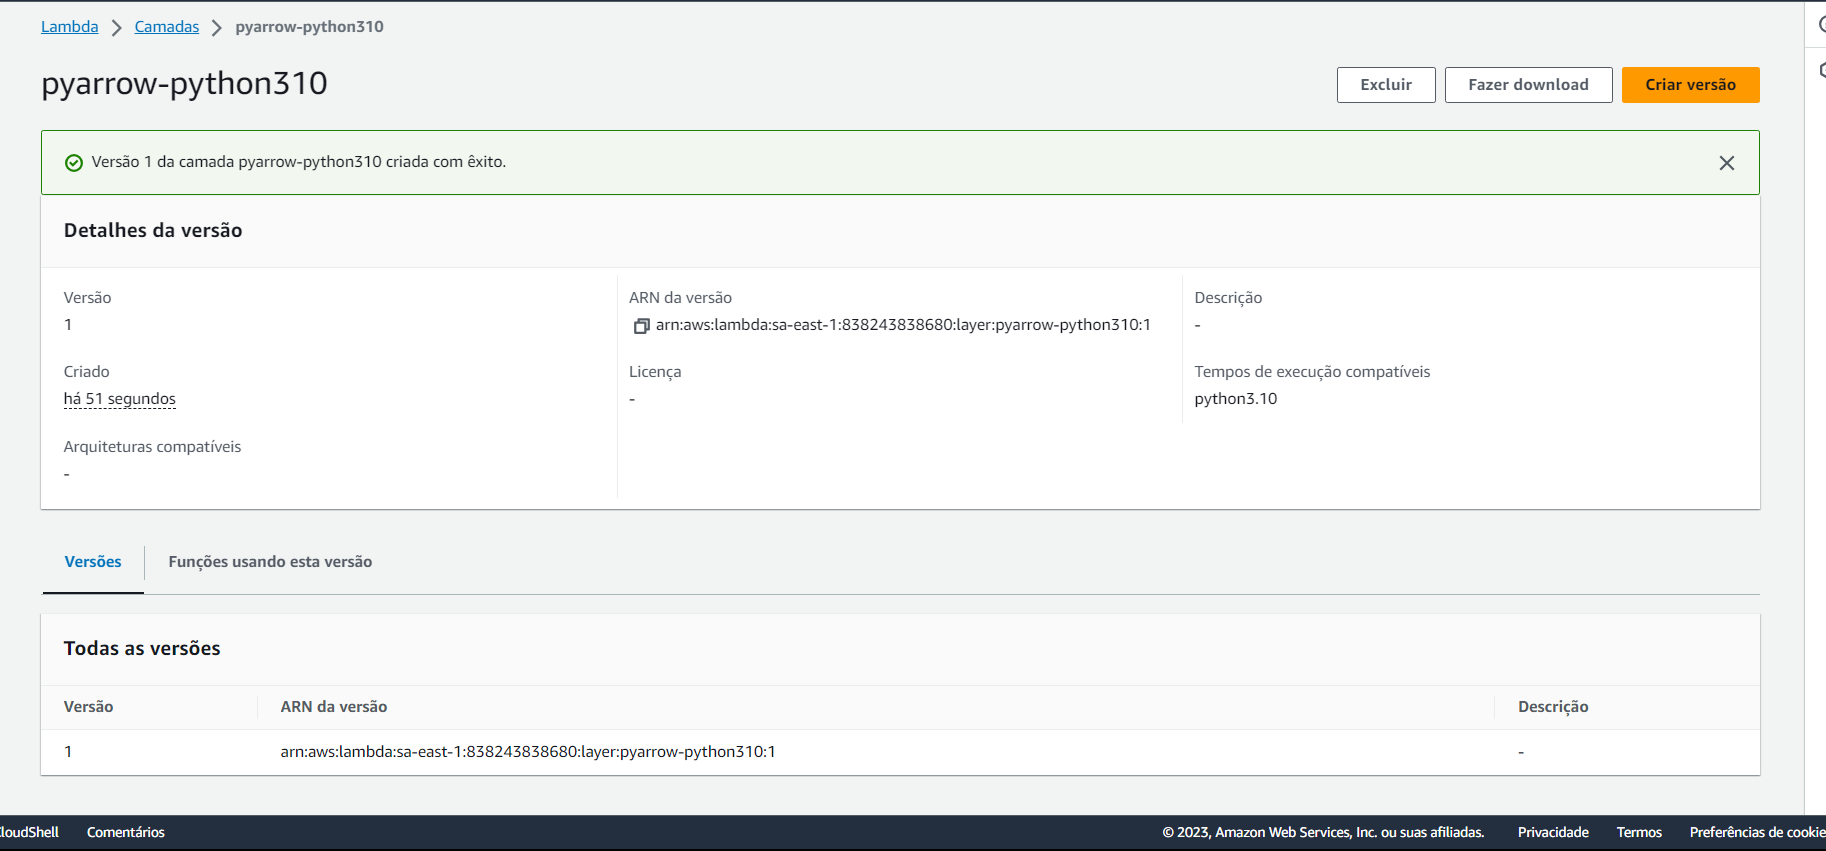 Lambda > Camadas > pyarrow-python310
pyarrow-python310
Excluir
Fazer download
Criar versão
Versão 1 da camada pyarrow-python310 criada com êxito.
Detalhes da versão
Versão
1
Criado
há 51 segundos
Arquiteturas compatíveis
-
ARN da versão
arn:aws:lambda:sa-east-1:838243838680:layer:pyarrow-python310:1
Licença
-
Descrição
-
Tempos de execução compatíveis
python3.10
Versões
Funções usando esta versão
Todas as versões
Versão ARN da versão Descrição
1 arn:aws:lambda:sa-east-1:838243838680:layer:pyarrow-python310:1 -
CloudShell Comentários © 2023, Amazon Web Services, Inc. ou suas afiliadas. Privacidade Termos Preferências de cookie